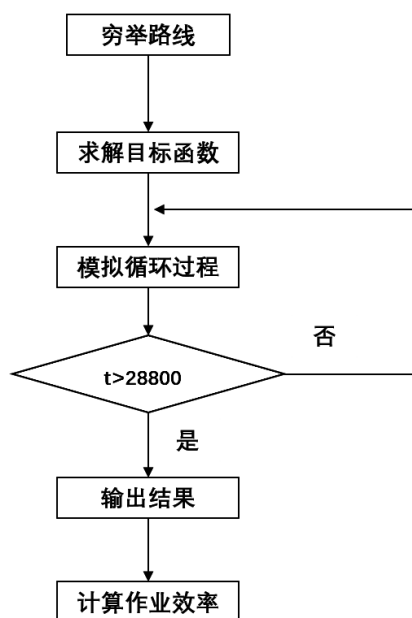 穷举路线
求解目标函数
模拟循环过程
否
t>28800
是
输出结果
计算作业效率